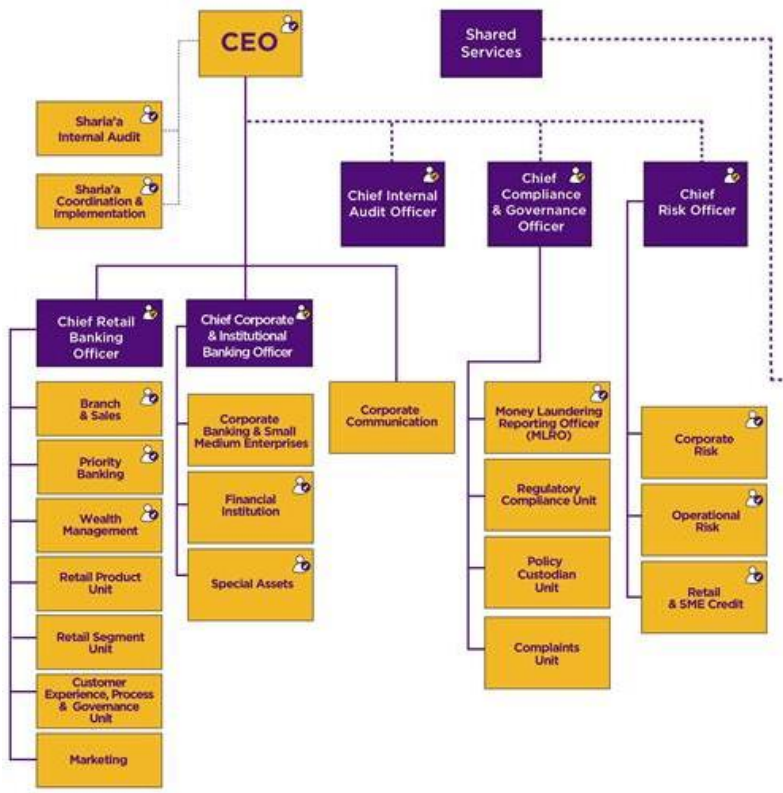 CEO
Shared
Services
Sharia'a
Internal Audit
Sharia'a
Coordination &
Implementation
Chief Internal
Audit Officer
Chief
Compliance
& Governance
Officer
Chief
Risk Officer
Chief Retail
Banking
Officer
Chief Corporate
& Institutional
Banking Officer
Corporate
Communication
Branch
& Sales
Priority
Banking
Wealth
Management
Retail Product
Unit
Retail Segment
Unit
Customer
Experience, Process
& Governance
Unit
Marketing
Corporate
Banking & Small
Medium Enterprises
Financial
Institution
Special Assets
Money Laundering
Reporting Officer
(MLRO)
Regulatory
Compliance Unit
Policy
Custodian
Unit
Complaints
Unit
Corporate
Risk
Operational
Risk
Retail
& SME Credit